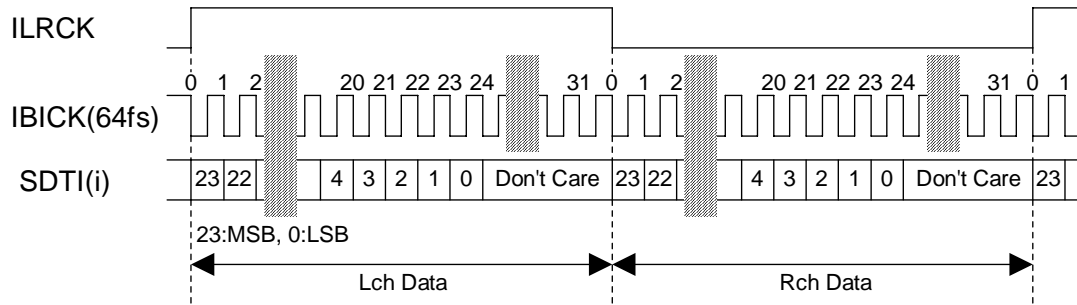 ILRCK
0 1 2 20 21 22 23 24 31 0 1 2 20 21 22 23 24 31 0 1
IBICK(64fs)
SDTI(i)
23 22 4 3 2 1 0 Don't Care 23 22 4 3 2 1 0 Don't Care 23
23:MSB, 0:LSB
Lch Data Rch Data